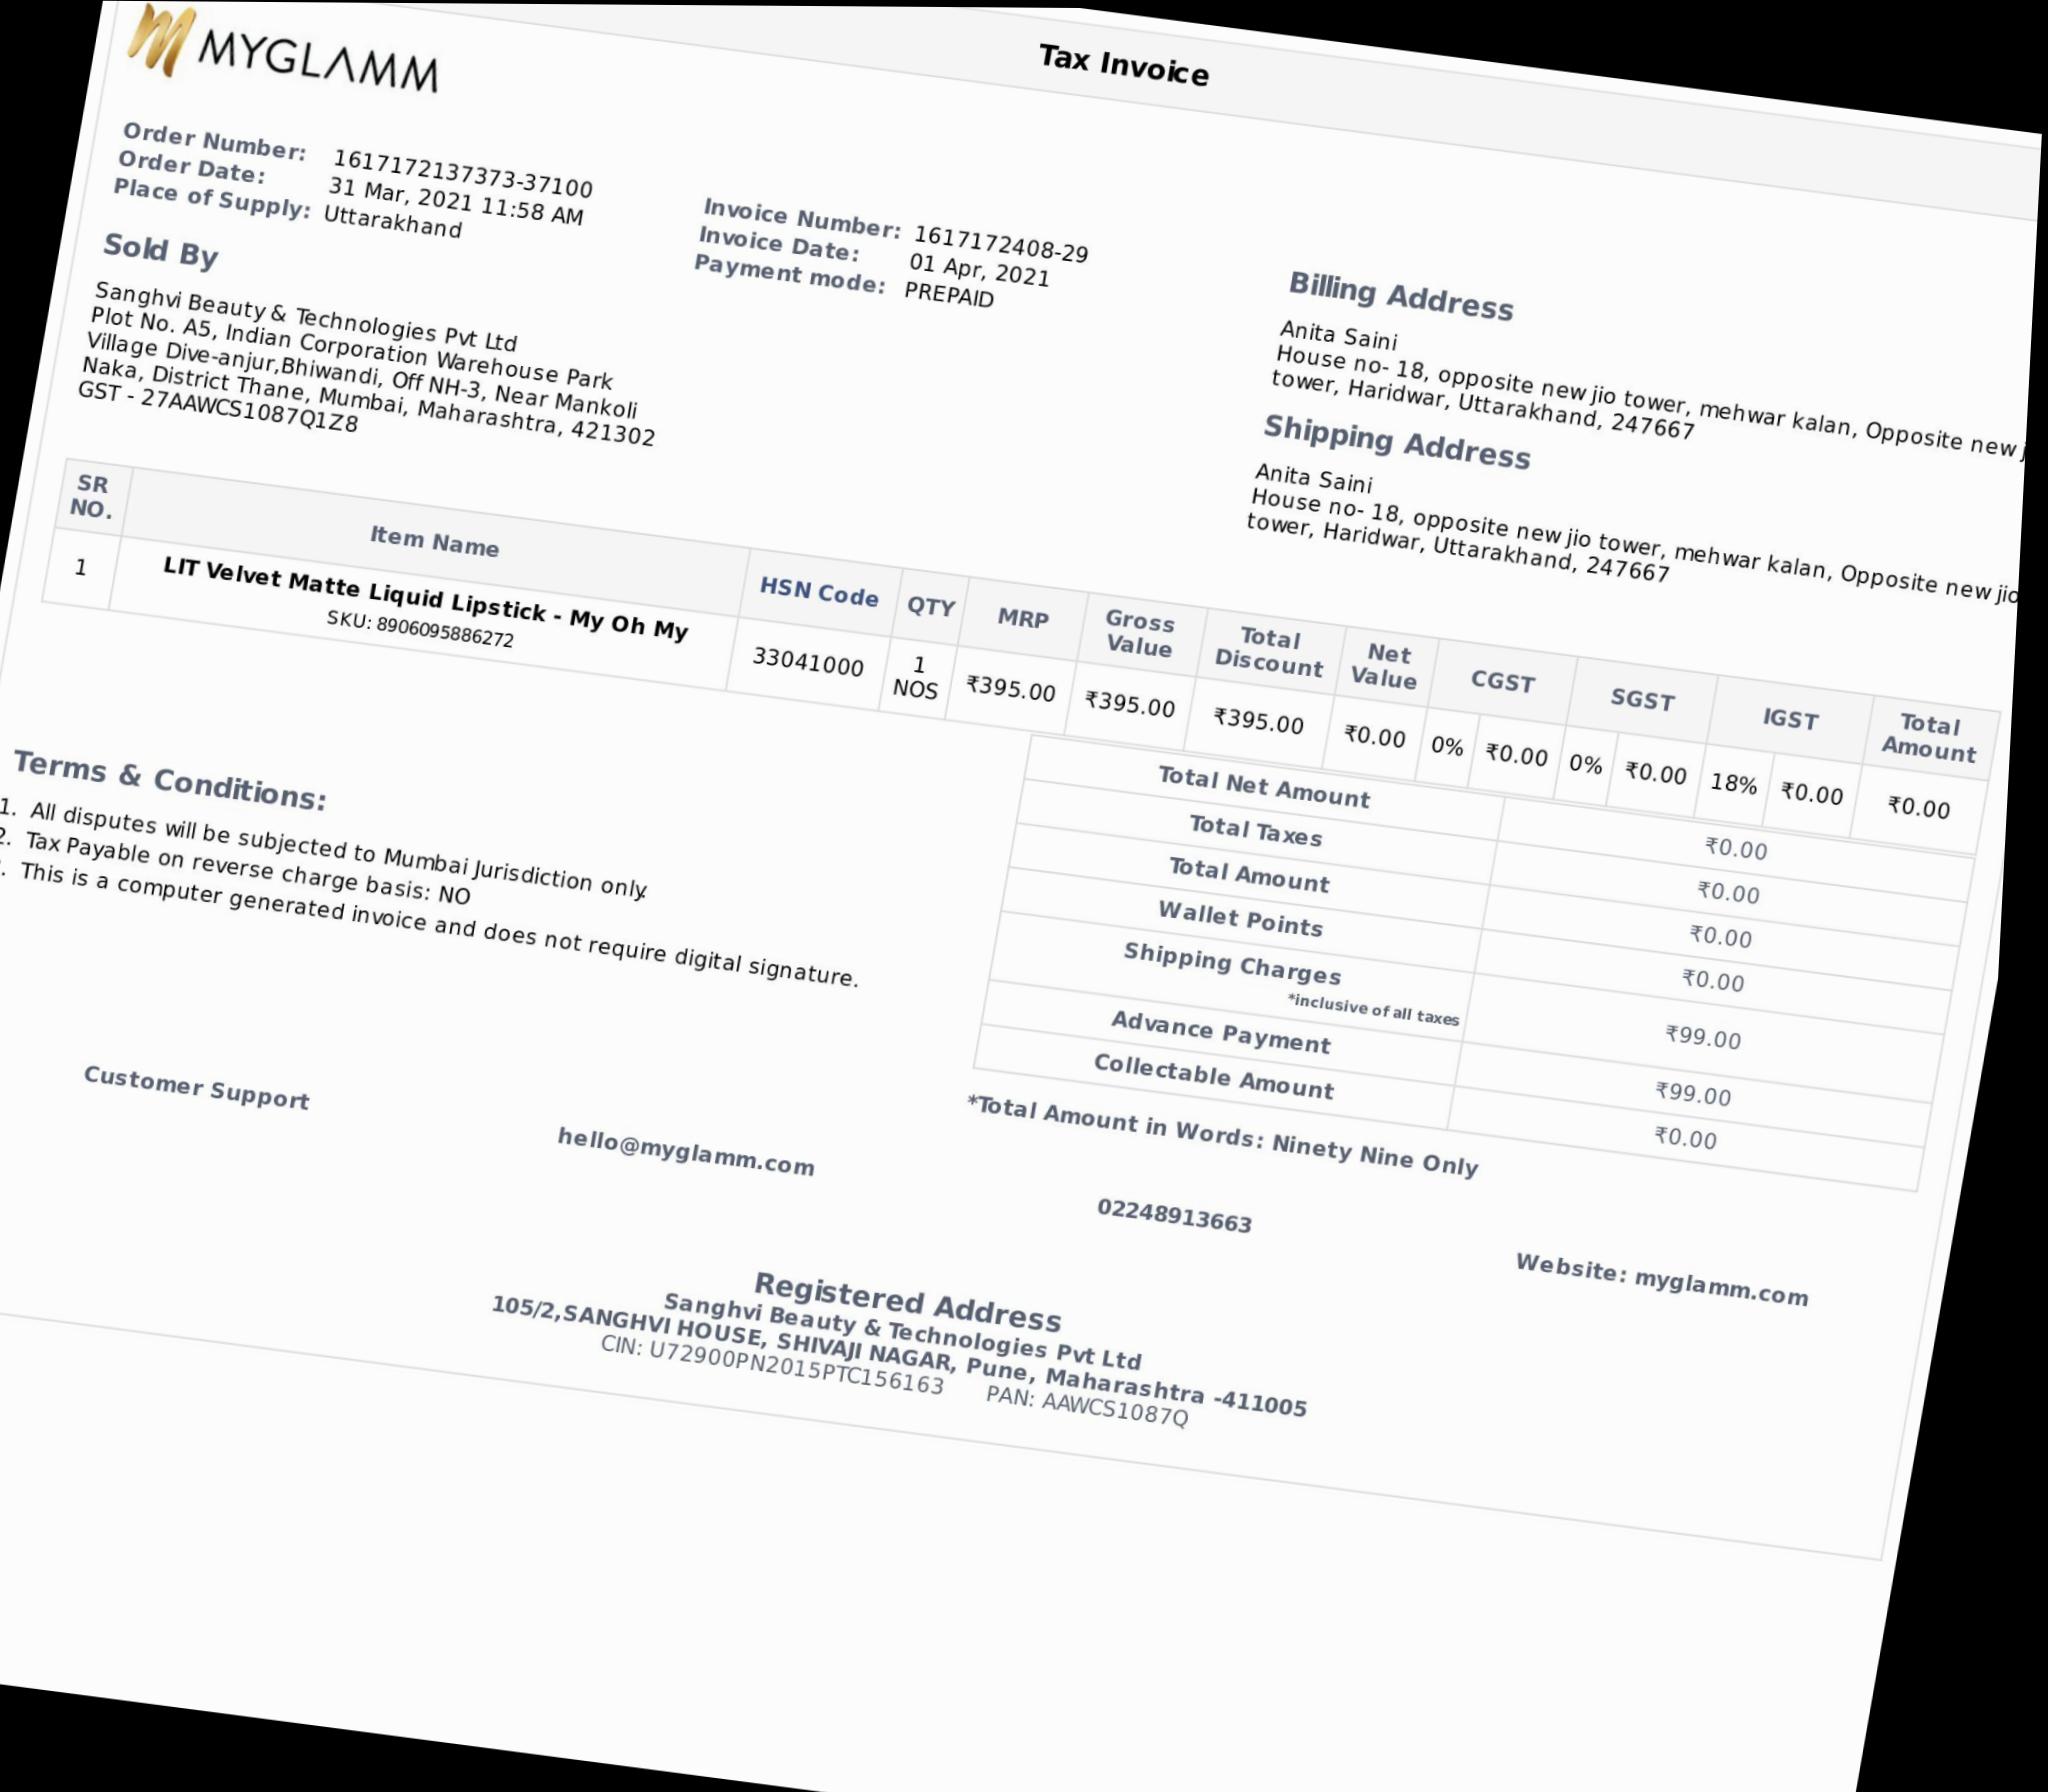 MYGLAMM
Tax Invoice
Order Number: 1617172137373-37100
Order Date: 31 Mar, 2021 11:58 AM
Place of Supply: Uttarakhand
Invoice Number: 1617172408-29
Invoice Date: 01 Apr, 2021
Payment mode: PREPAID
Sold By
Sanghvi Beauty & Technologies Pvt Ltd
Plot No. A5, Indian Corporation Warehouse Park
Village Dive-anjur,Bhiwandi, Off NH-3, Near Mankoli
Naka, District Thane, Mumbai, Maharashtra, 421302
GST - 27AAWCS1087Q1Z8
Billing Address
Anita Saini
House no- 18, opposite new jio tower, mehwar kalan, Opposite new
tower, Haridwar, Uttarakhand, 247667
Shipping Address
Anita Saini
House no- 18, opposite new jio tower, mehwar kalan, Opposite new jio
tower, Haridwar, Uttarakhand, 247667
SR NO. Item Name HSN Code QTY MRP Gross Value Total Discount Net Value CGST SGST IGST Total Amount
1 LIT Velvet Matte Liquid Lipstick - My Oh My 33041000 1 NOS ₹395.00 ₹395.00 ₹395.00 ₹0.00 0% ₹0.00 0% ₹0.00 18% ₹0.00 ₹0.00
SKU: 8906095886272
Total Net Amount ₹0.00
Total Taxes ₹0.00
Total Amount ₹0.00
Wallet Points ₹0.00
Shipping Charges ₹99.00
*inclusive of all taxes
Advance Payment ₹99.00
Collectable Amount ₹0.00
*Total Amount in Words: Ninety Nine Only
Terms & Conditions:
1. All disputes will be subjected to Mumbai Jurisdiction only.
2. Tax Payable on reverse charge basis: NO
. This is a computer generated invoice and does not require digital signature.
Customer Support
hello@myglamm.com
02248913663
Website: myglamm.com
Registered Address
Sanghvi Beauty & Technologies Pvt Ltd
105/2,SANGHVI HOUSE, SHIVAJI NAGAR, Pune, Maharashtra -411005
CIN: U72900PN2015PTC156163 PAN: AAWCS1087Q